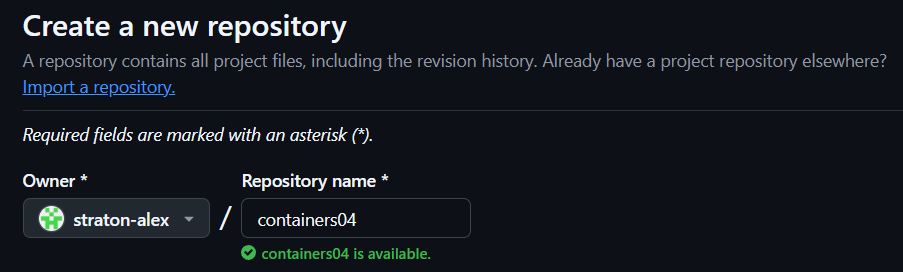 Create a new repository
A repository contains all project files, including the revision history. Already have a project repository elsewhere?
Import a repository.
Required fields are marked with an asterisk (*).
Owner * Repository name *
straton-alex / containers04
containers04 is available.